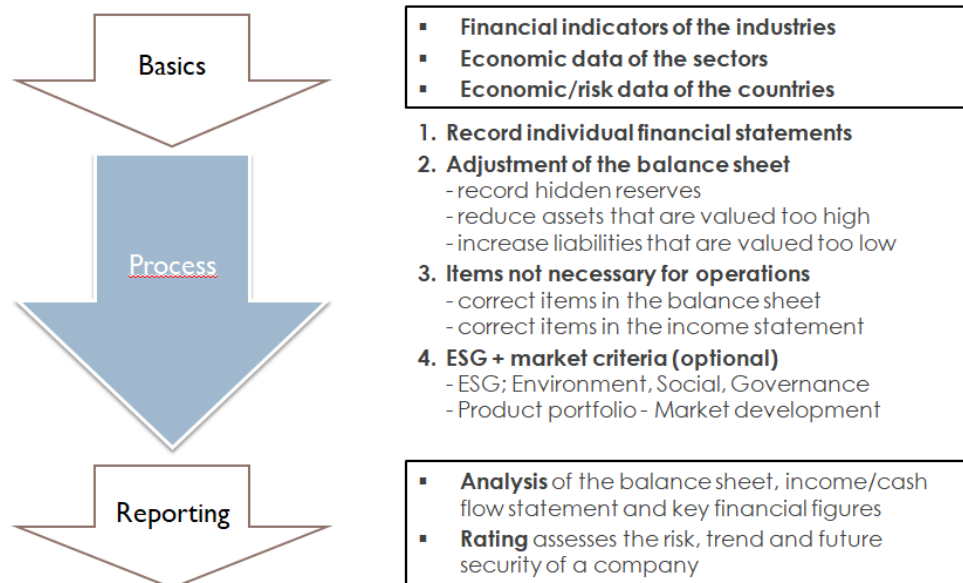 Basics
▪ Financial indicators of the industries
▪ Economic data of the sectors
▪ Economic/risk data of the countries
Process
1. Record individual financial statements
2. Adjustment of the balance sheet
- record hidden reserves
- reduce assets that are valued too high
- increase liabilities that are valued too low
3. Items not necessary for operations
- correct items in the balance sheet
- correct items in the income statement
4. ESG + market criteria (optional)
- ESG; Environment, Social, Governance
- Product portfolio - Market development
Reporting
▪ Analysis of the balance sheet, income/cash
flow statement and key financial figures
▪ Rating assesses the risk, trend and future
security of a company